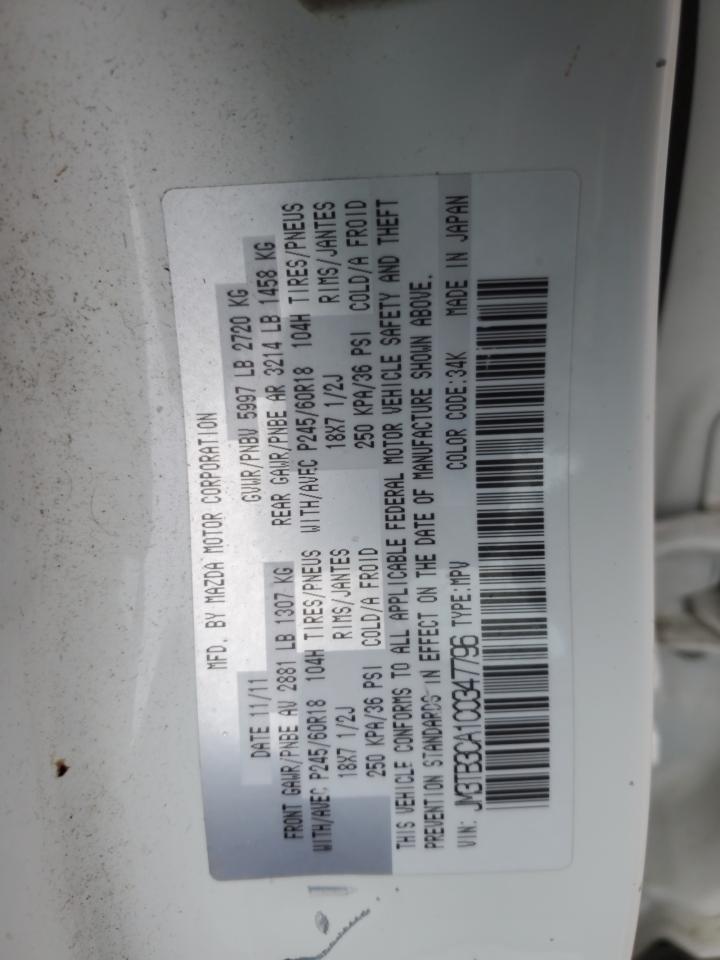 MFD. BY MAZDA MOTOR CORPORATION
DATE 11/11 GVWR/PNBV 5997 LB 2720 KG
FRONT GAWR/PNBE AV 2881 LB 1307 KG REAR GAWR/PNBE AR 3214 LB 1458 KG
WITH/AVEC P245/60R18 104H TIRES/PNEUS WITH/AVEC P245/60R18 104H TIRES/PNEUS
18X7 1/2J RIMS/JANTES 18X7 1/2J RIMS/JANTES
250 KPA/36 PSI COLD/A FROID 250 KPA/36 PSI COLD/A FROID
THIS VEHICLE CONFORMS TO ALL APPLICABLE FEDERAL MOTOR VEHICLE SAFETY AND THEFT
PREVENTION STANDARDS IN EFFECT ON THE DATE OF MANUFACTURE SHOWN ABOVE.
VIN: JM3TB3CA1C0347796 TYPE:MPV COLOR CODE:34K MADE IN JAPAN